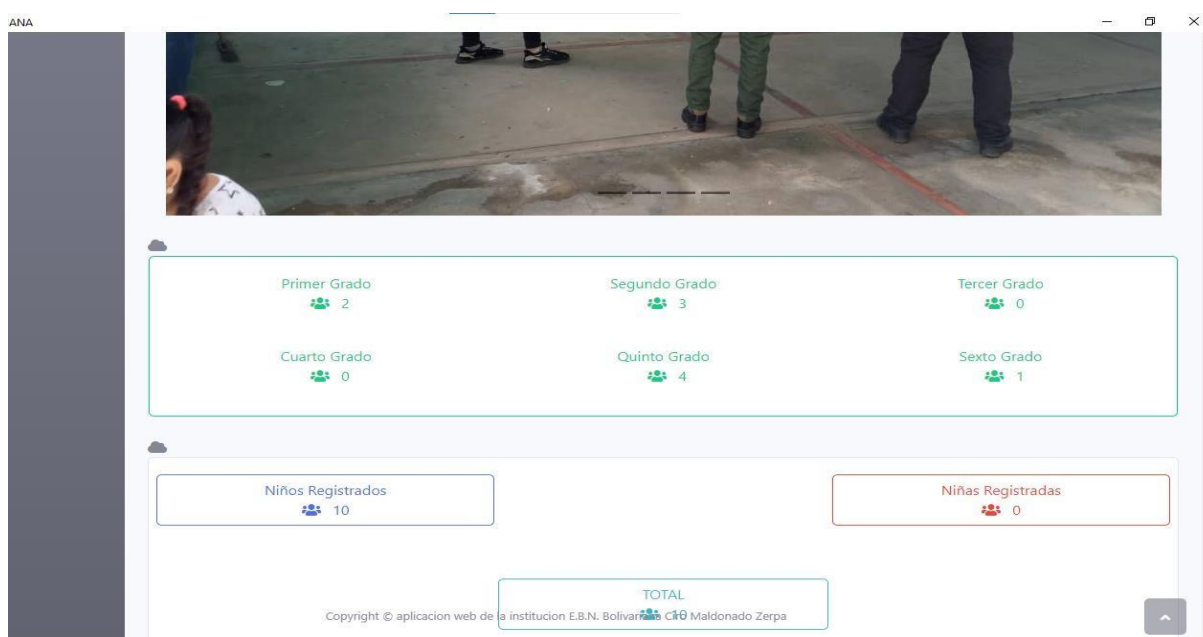 ANA
Primer Grado
2
Segundo Grado
3
Tercer Grado
0
Cuarto Grado
0
Quinto Grado
4
Sexto Grado
1
Niños Registrados
10
Niñas Registradas
0
TOTAL
10
Copyright © aplicacion web de la institucion E.B.N. Bolivariana Ciro Maldonado Zerpa